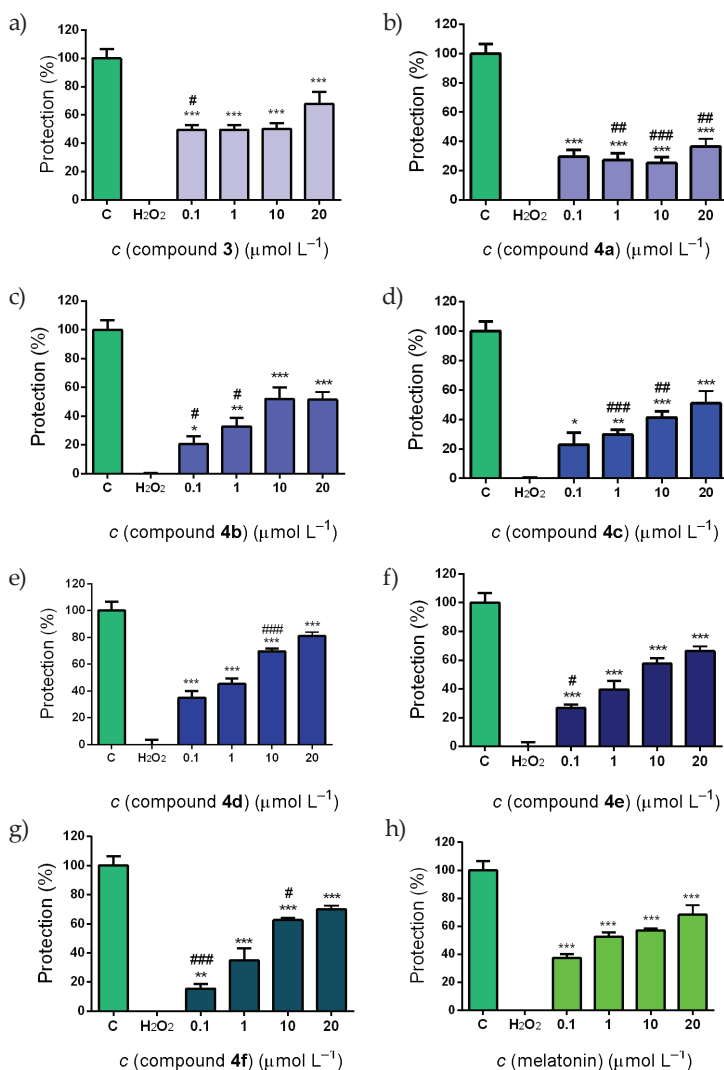 a)
Protection (%)
120
100
80
60
40
20
0
#
*** *** *** ***
C H₂O₂ 0.1 1 10 20
c (compound 3) (μmol L⁻¹)
b)
Protection (%)
120
100
80
60
40
20
0
## ### ##
*** *** *** ***
C H₂O₂ 0.1 1 10 20
c (compound 4a) (μmol L⁻¹)
c)
Protection (%)
120
100
80
60
40
20
0
# #
* ** *** ***
C H₂O₂ 0.1 1 10 20
c (compound 4b) (μmol L⁻¹)
d)
Protection (%)
120
100
80
60
40
20
0
### ##
* ** *** ***
C H₂O₂ 0.1 1 10 20
c (compound 4c) (μmol L⁻¹)
e)
Protection (%)
120
100
80
60
40
20
0
###
*** *** *** ***
C H₂O₂ 0.1 1 10 20
c (compound 4d) (μmol L⁻¹)
f)
Protection (%)
120
100
80
60
40
20
0
#
*** *** *** ***
C H₂O₂ 0.1 1 10 20
c (compound 4e) (μmol L⁻¹)
g)
Protection (%)
120
100
80
60
40
20
0
### #
** *** *** ***
C H₂O₂ 0.1 1 10 20
c (compound 4f) (μmol L⁻¹)
h)
Protection (%)
120
100
80
60
40
20
0
*** *** *** ***
C H₂O₂ 0.1 1 10 20
c (melatonin) (μmol L⁻¹)